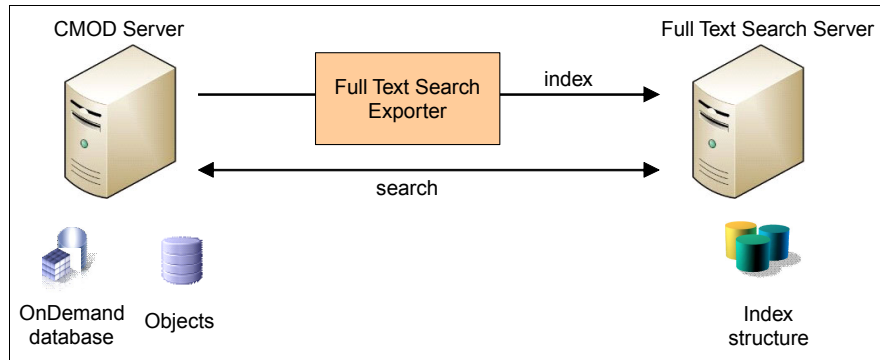 CMOD Server
Full Text Search Server
Full Text Search
Exporter
index
search
OnDemand
database
Objects
Index
structure